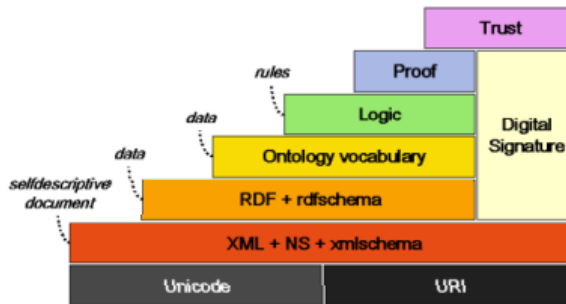 Trust
rules
Proof
data
Logic
Digital
Signature
data
Ontology vocabulary
selfdescriptive
document
RDF + rdfschema
XML + NS + xmlschema
Unicode
URI